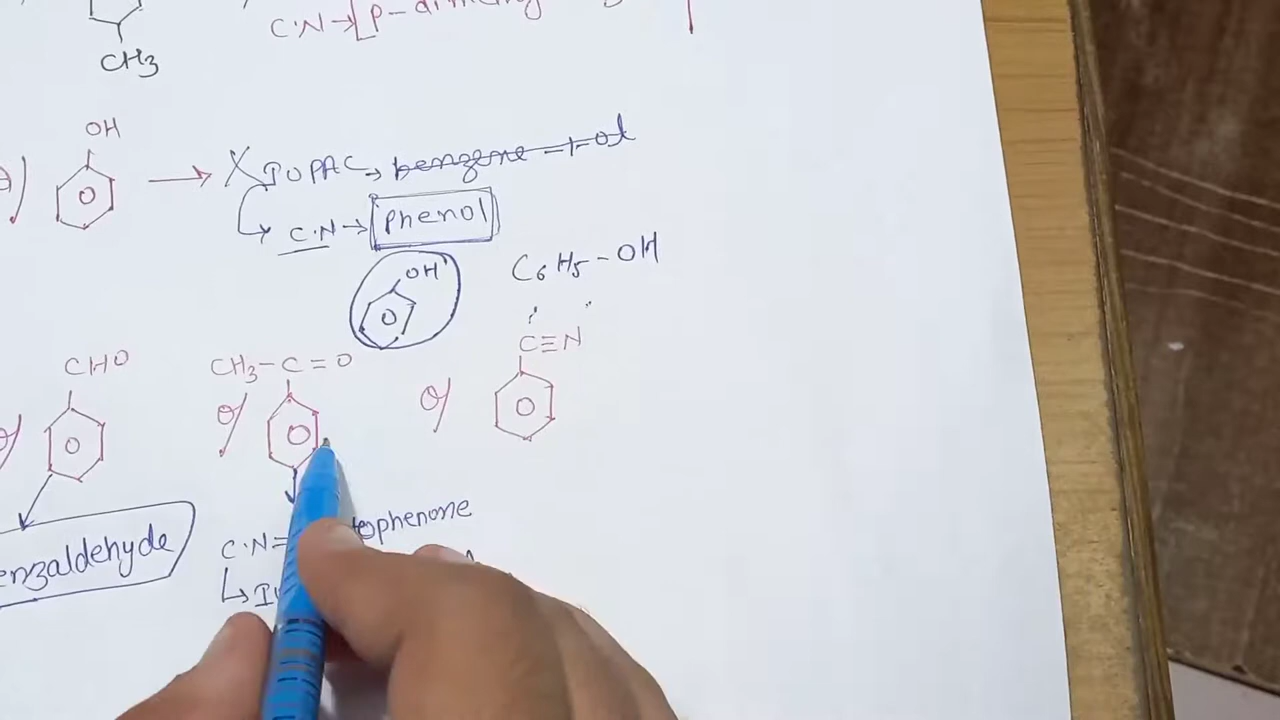 C.N → [p-
CH3
OH
→ X IUPAC → benzene-1-ol
C.N → Phenol
OH
C6H5-OH
CHO
CH3-C=O
C≡N
C.N=
ophenone
enzaldehyde